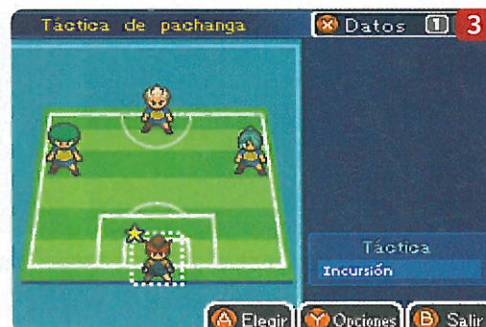 Táctica de pachanga
X Datos 1 3
Táctica
Incursión
A Elegir Y Opciones B Salir